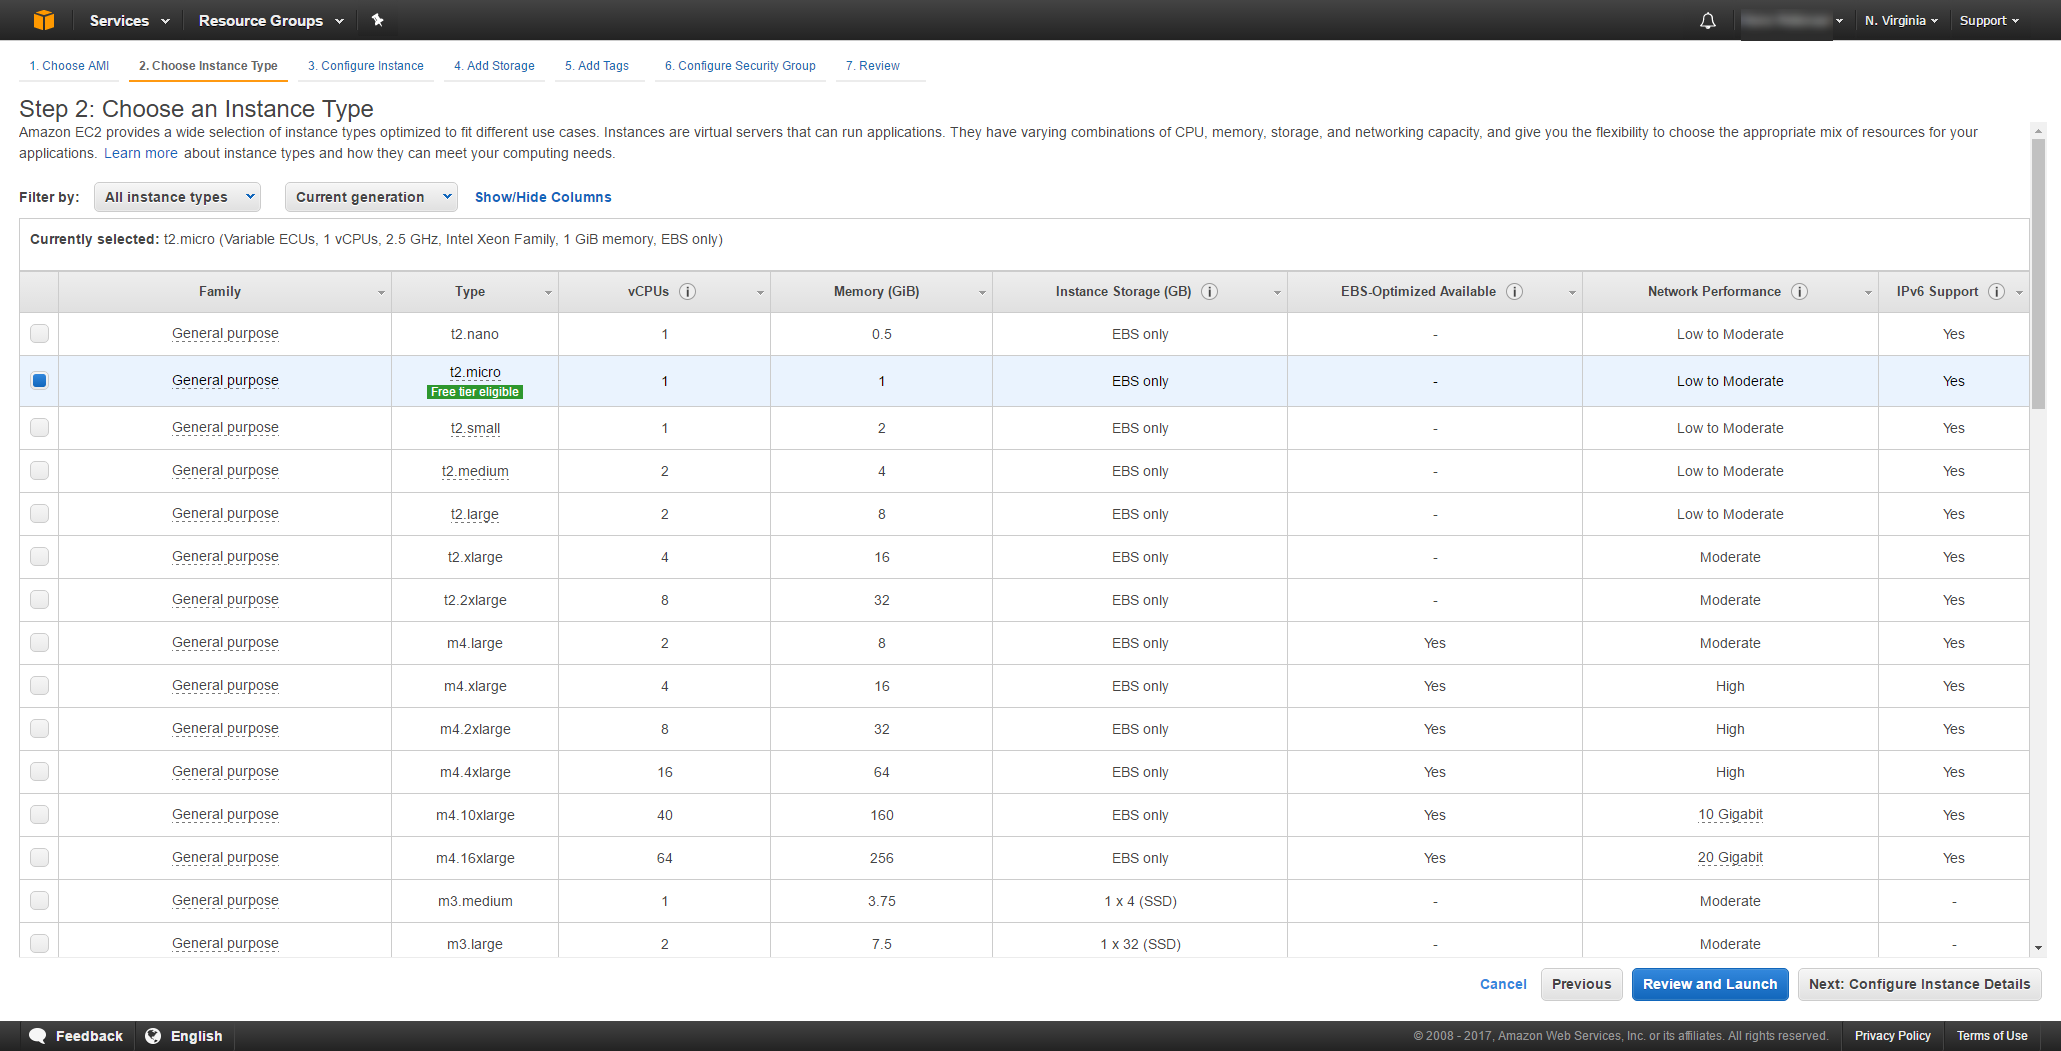 Services Resource Groups N. Virginia Support
1. Choose AMI 2. Choose Instance Type 3. Configure Instance 4. Add Storage 5. Add Tags 6. Configure Security Group 7. Review
Step 2: Choose an Instance Type
Amazon EC2 provides a wide selection of instance types optimized to fit different use cases. Instances are virtual servers that can run applications. They have varying combinations of CPU, memory, storage, and networking capacity, and give you the flexibility to choose the appropriate mix of resources for your
applications. Learn more about instance types and how they can meet your computing needs.
Filter by: All instance types Current generation Show/Hide Columns
Currently selected: t2.micro (Variable ECUs, 1 vCPUs, 2.5 GHz, Intel Xeon Family, 1 GiB memory, EBS only)
Family Type vCPUs i Memory (GiB) Instance Storage (GB) i EBS-Optimized Available i Network Performance i IPv6 Support i
General purpose t2.nano 1 0.5 EBS only - Low to Moderate Yes
General purpose t2.micro 1 1 EBS only - Low to Moderate Yes
Free tier eligible
General purpose t2.small 1 2 EBS only - Low to Moderate Yes
General purpose t2.medium 2 4 EBS only - Low to Moderate Yes
General purpose t2.large 2 8 EBS only - Low to Moderate Yes
General purpose t2.xlarge 4 16 EBS only - Moderate Yes
General purpose t2.2xlarge 8 32 EBS only - Moderate Yes
General purpose m4.large 2 8 EBS only Yes Moderate Yes
General purpose m4.xlarge 4 16 EBS only Yes High Yes
General purpose m4.2xlarge 8 32 EBS only Yes High Yes
General purpose m4.4xlarge 16 64 EBS only Yes High Yes
General purpose m4.10xlarge 40 160 EBS only Yes 10 Gigabit Yes
General purpose m4.16xlarge 64 256 EBS only Yes 20 Gigabit Yes
General purpose m3.medium 1 3.75 1 x 4 (SSD) - Moderate -
General purpose m3.large 2 7.5 1 x 32 (SSD) - Moderate -
Cancel Previous Review and Launch Next: Configure Instance Details
Feedback English © 2008 - 2017, Amazon Web Services, Inc. or its affiliates. All rights reserved. Privacy Policy Terms of Use